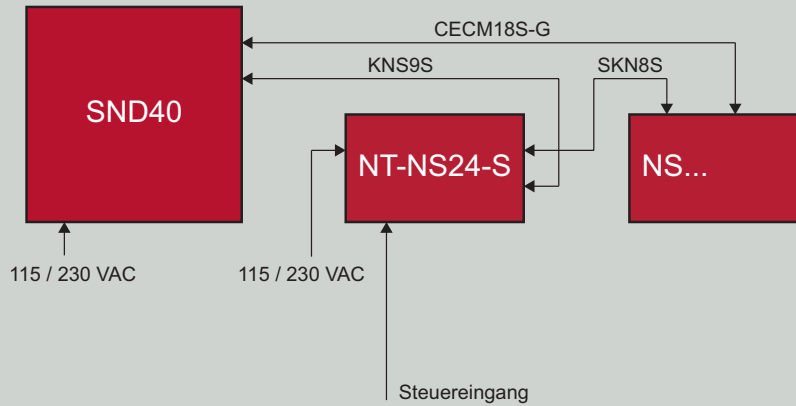 CECM18S-G
KNS9S
SKN8S
SND40
NT-NS24-S
NS...
115 / 230 VAC
115 / 230 VAC
Steuereingang